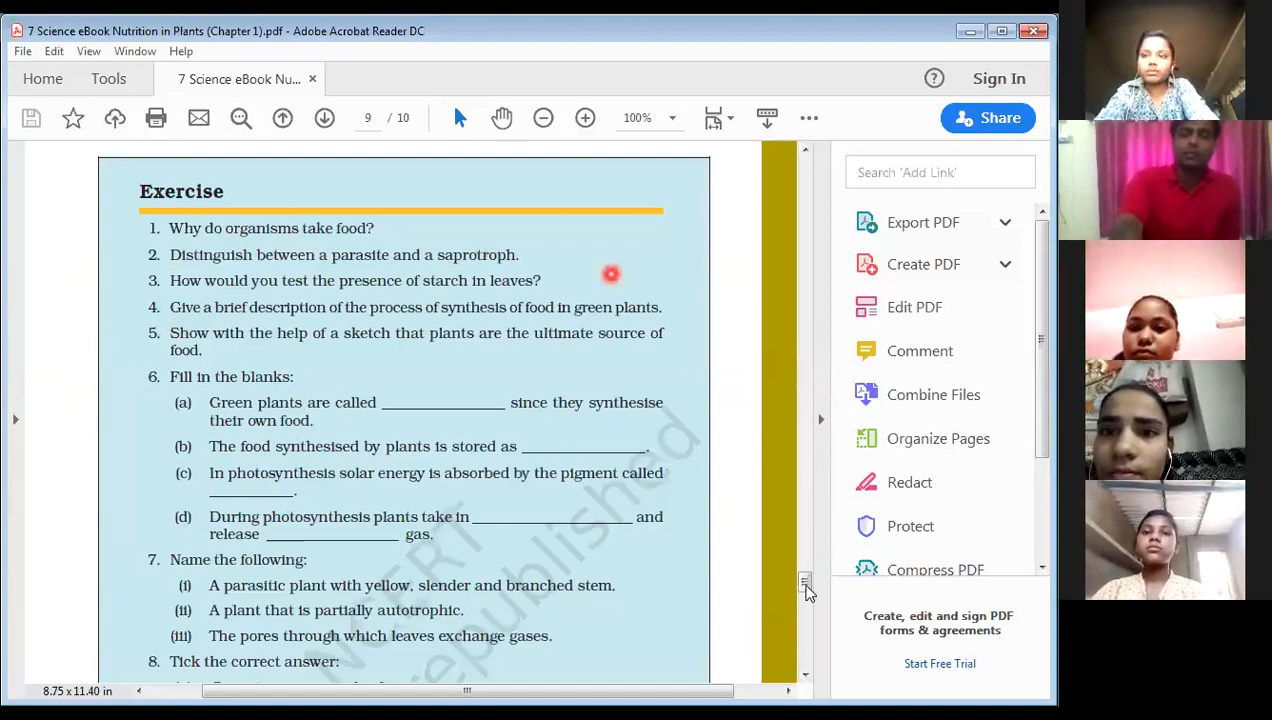 7 Science eBook Nutrition in Plants (Chapter 1).pdf - Adobe Acrobat Reader DC
File Edit View Window Help
Home Tools 7 Science eBook Nu... × Sign In
9 / 10 100% Share
Exercise
1. Why do organisms take food?
2. Distinguish between a parasite and a saprotroph.
3. How would you test the presence of starch in leaves?
4. Give a brief description of the process of synthesis of food in green plants.
5. Show with the help of a sketch that plants are the ultimate source of
food.
6. Fill in the blanks:
(a) Green plants are called ____________ since they synthesise
their own food.
(b) The food synthesised by plants is stored as ____________.
(c) In photosynthesis solar energy is absorbed by the pigment called
____________.
(d) During photosynthesis plants take in ____________ and
release ____________ gas.
7. Name the following:
(i) A parasitic plant with yellow, slender and branched stem.
(ii) A plant that is partially autotrophic.
(iii) The pores through which leaves exchange gases.
8. Tick the correct answer:
NCERT
republished
8.75 x 11.40 in
Search 'Add Link'
Export PDF
Create PDF
Edit PDF
Comment
Combine Files
Organize Pages
Redact
Protect
Compress PDF
Create, edit and sign PDF
forms & agreements
Start Free Trial